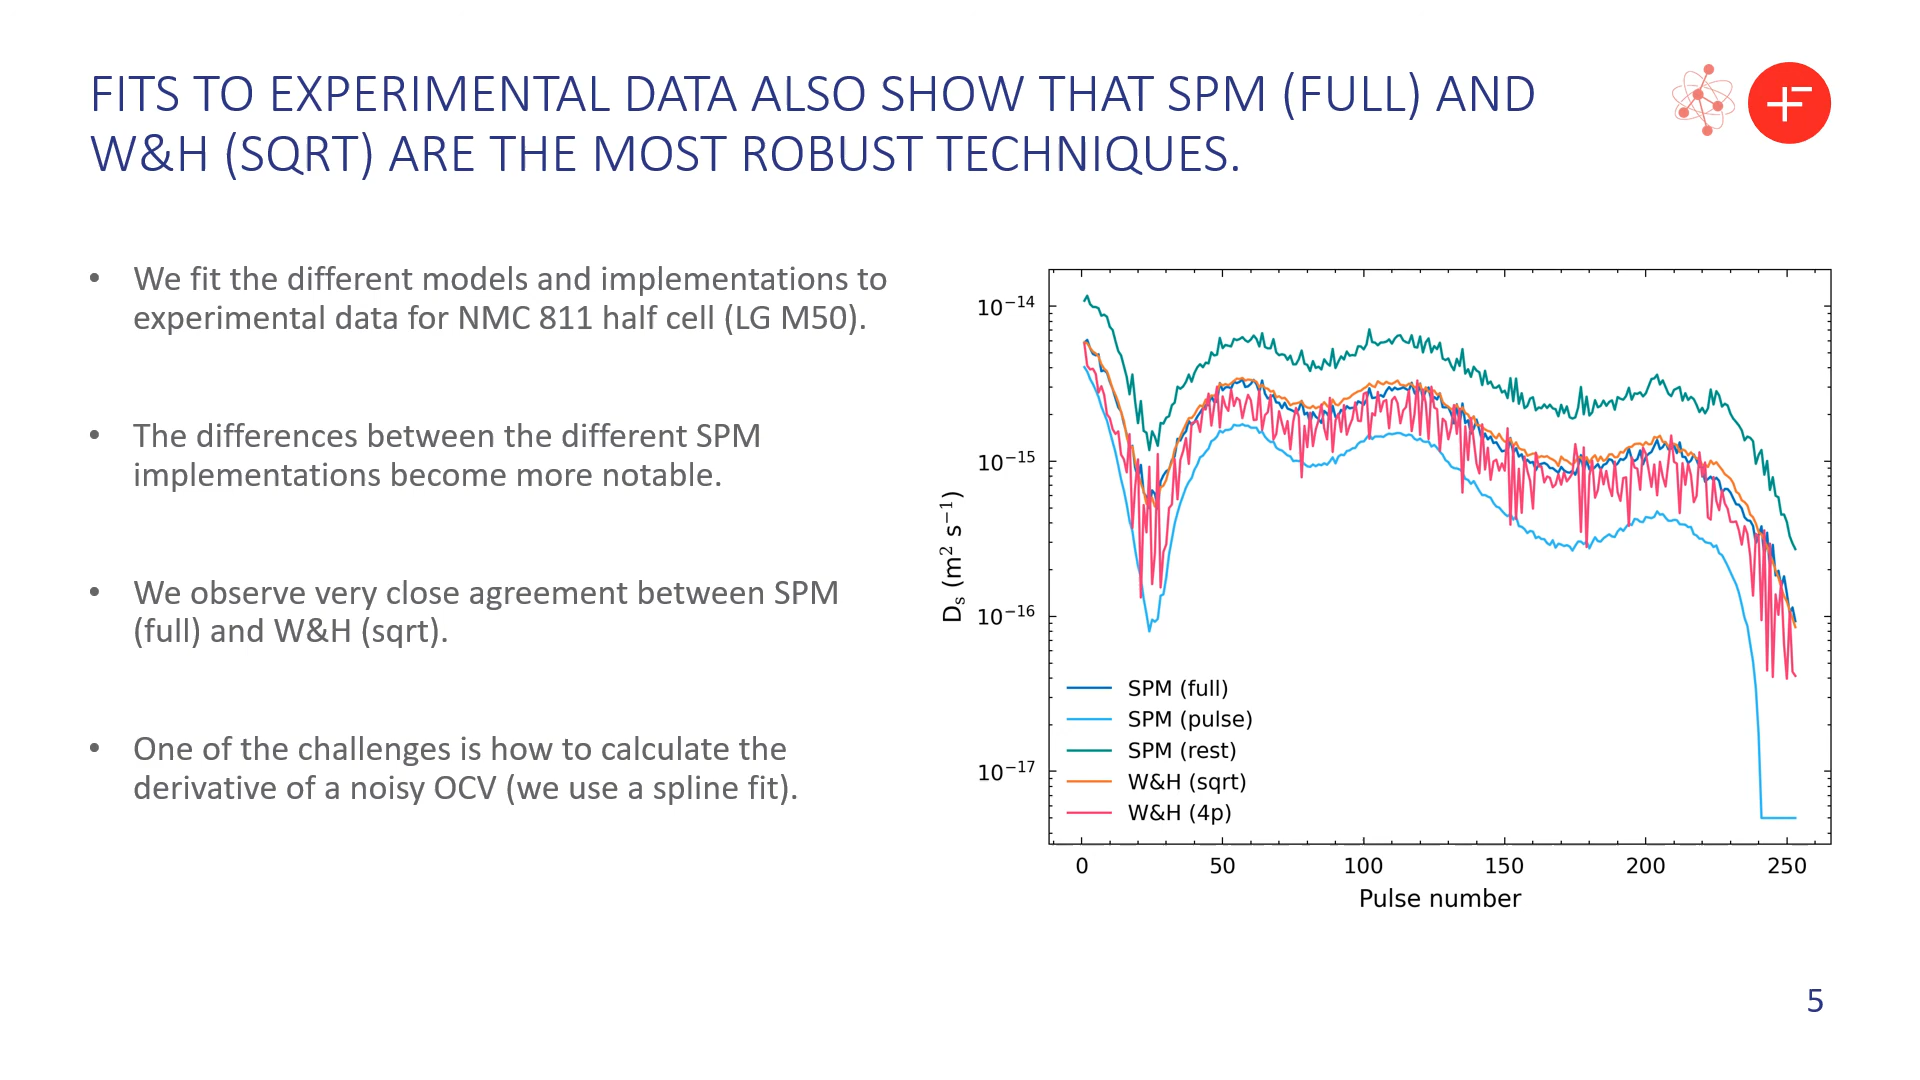 FITS TO EXPERIMENTAL DATA ALSO SHOW THAT SPM (FULL) AND
W&H (SQRT) ARE THE MOST ROBUST TECHNIQUES.
• We fit the different models and implementations to
experimental data for NMC 811 half cell (LG M50).
• The differences between the different SPM
implementations become more notable.
• We observe very close agreement between SPM
(full) and W&H (sqrt).
• One of the challenges is how to calculate the
derivative of a noisy OCV (we use a spline fit).
10⁻¹⁴
10⁻¹⁵
10⁻¹⁶
10⁻¹⁷
Dₛ (m² s⁻¹)
SPM (full)
SPM (pulse)
SPM (rest)
W&H (sqrt)
W&H (4p)
0 50 100 150 200 250
Pulse number
5